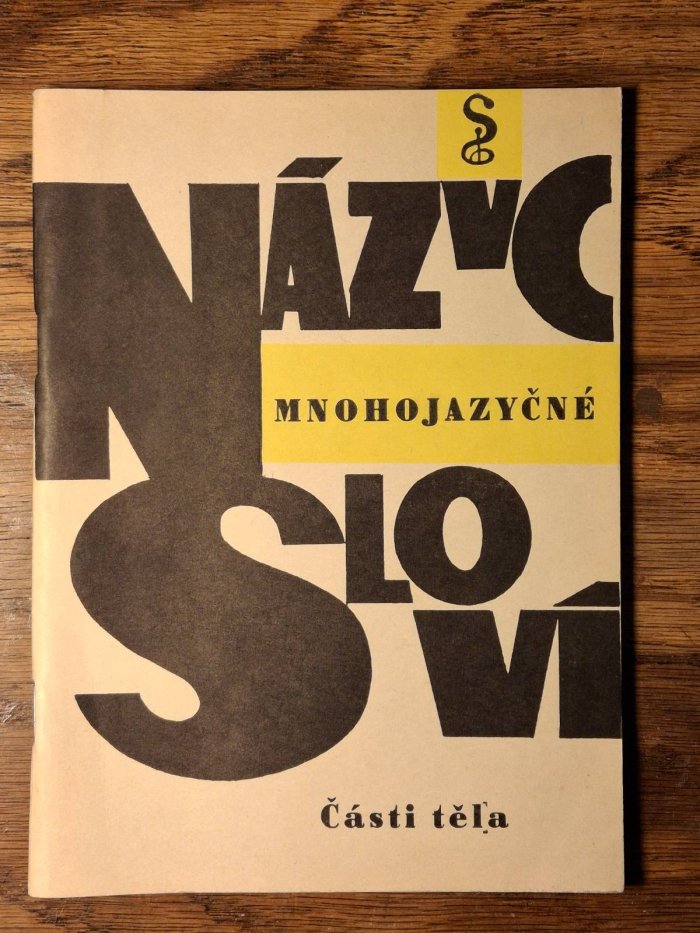 NÁZVO
MNOHOJAZYČNÉ
SLO
VÍ
Části těla